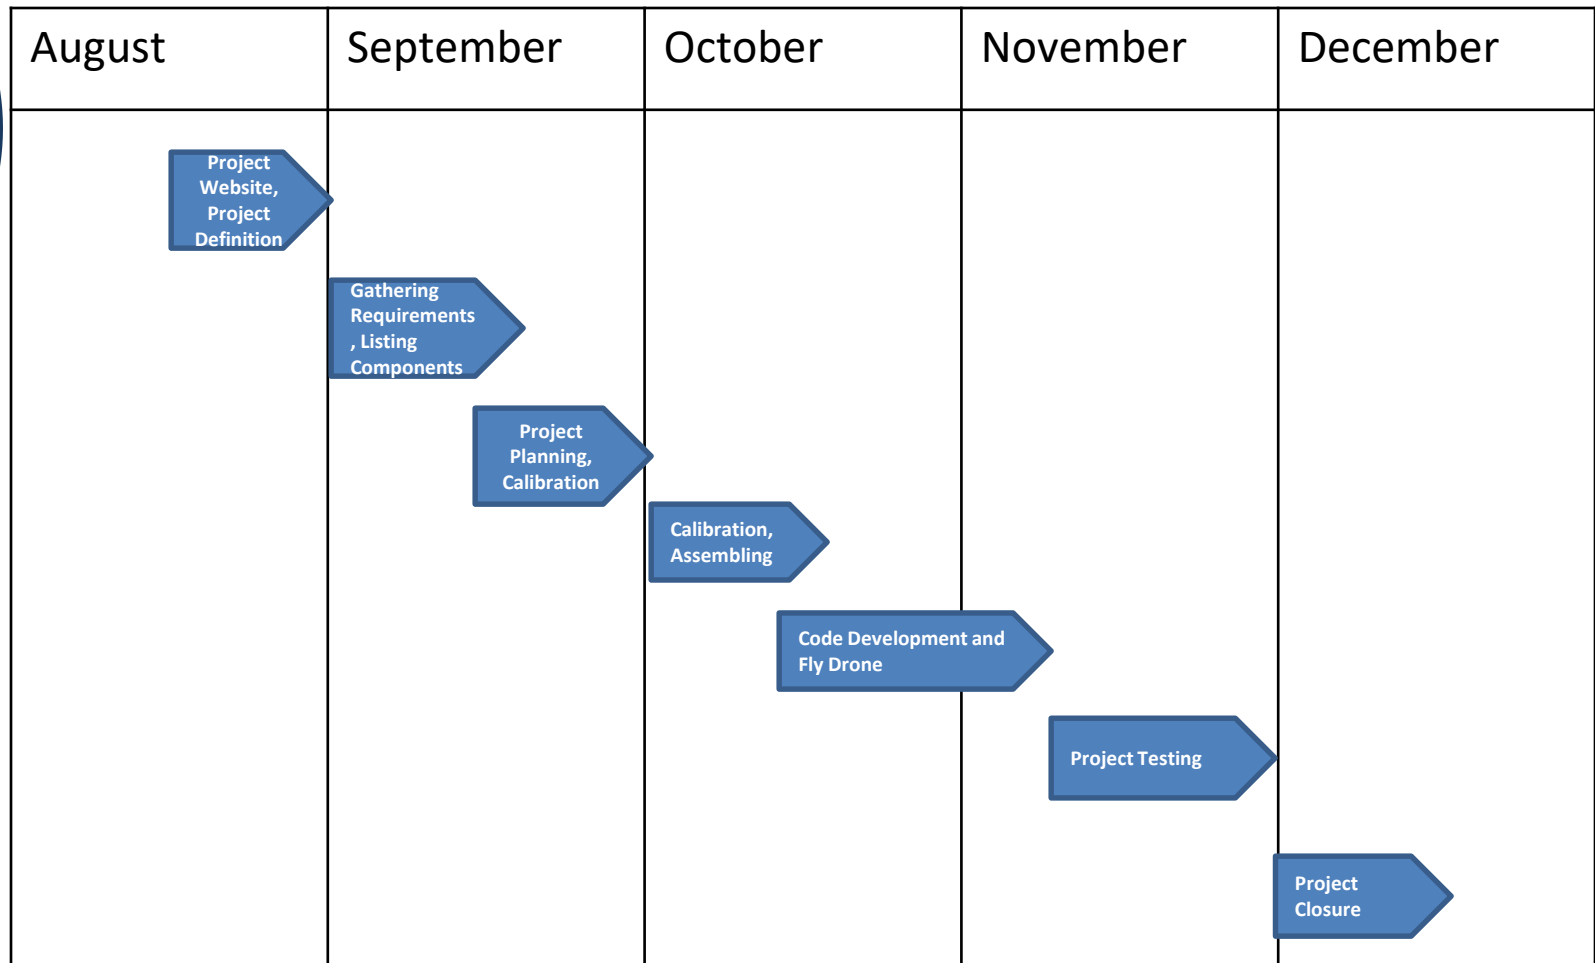 August
September
October
November
December
Project
Website,
Project
Definition
Gathering
Requirements
, Listing
Components
Project
Planning,
Calibration
Calibration,
Assembling
Code Development and
Fly Drone
Project Testing
Project
Closure